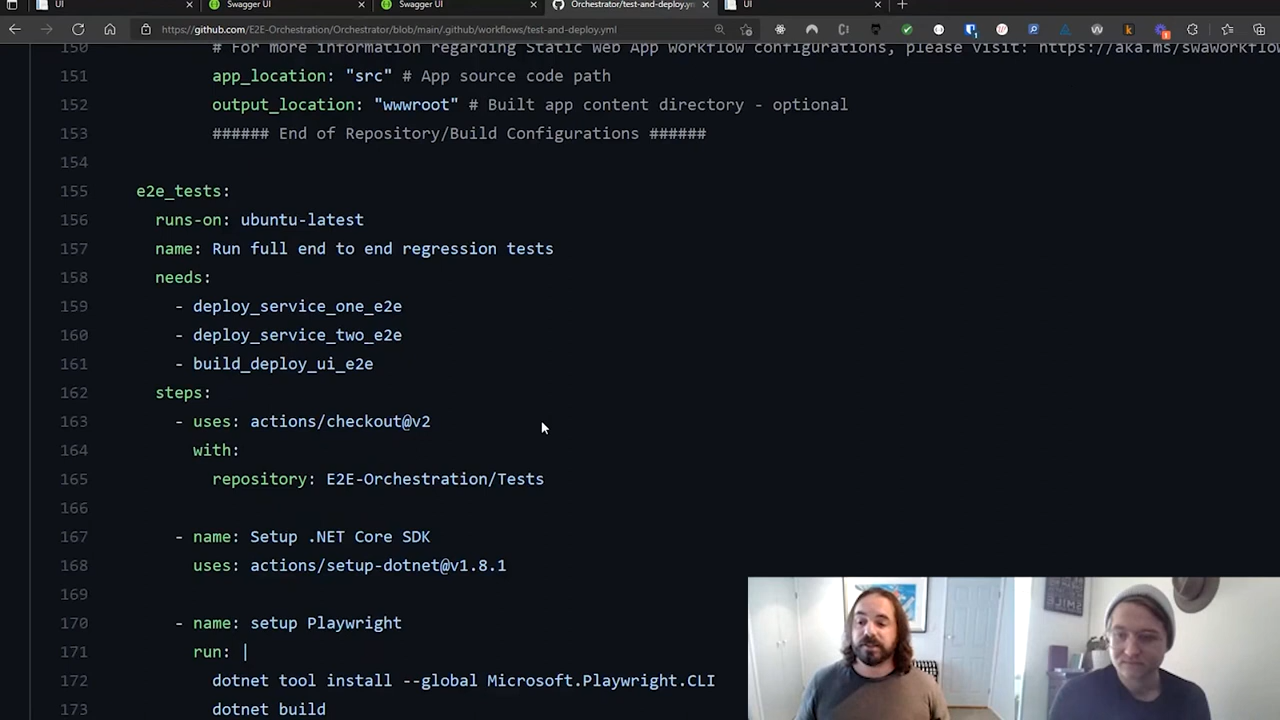 UI
Swagger UI
Swagger UI
Orchestrator/test-and-deploy.ym
UI
https://github.com/E2E-Orchestration/Orchestrator/blob/main/.github/workflows/test-and-deploy.yml
150 # For more information regarding Static Web App workflow configurations, please visit: https://aka.ms/swaworkflow
151 app_location: "src" # App source code path
152 output_location: "wwwroot" # Built app content directory - optional
153 ###### End of Repository/Build Configurations ######
154
155 e2e_tests:
156 runs-on: ubuntu-latest
157 name: Run full end to end regression tests
158 needs:
159 - deploy_service_one_e2e
160 - deploy_service_two_e2e
161 - build_deploy_ui_e2e
162 steps:
163 - uses: actions/checkout@v2
164 with:
165 repository: E2E-Orchestration/Tests
166
167 - name: Setup .NET Core SDK
168 uses: actions/setup-dotnet@v1.8.1
169
170 - name: setup Playwright
171 run: |
172 dotnet tool install --global Microsoft.Playwright.CLI
173 dotnet build